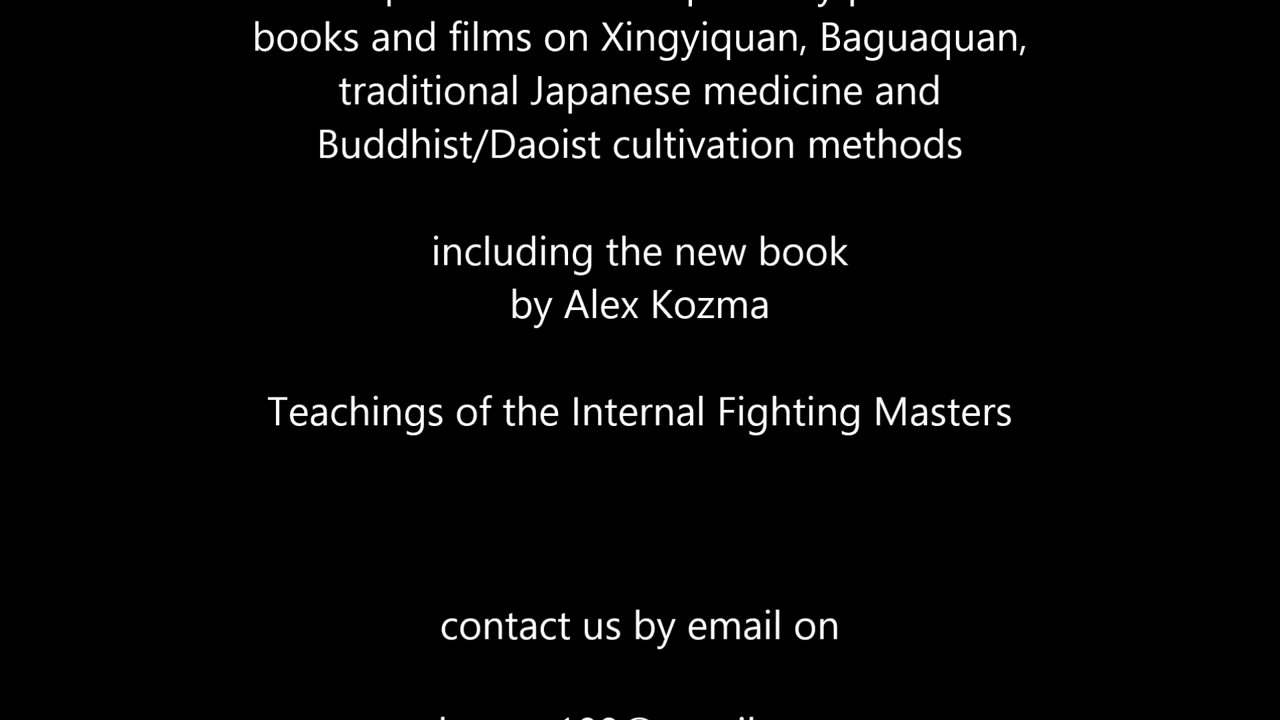 books and films on Xingyiquan, Baguaquan,
traditional Japanese medicine and
Buddhist/Daoist cultivation methods
including the new book
by Alex Kozma
Teachings of the Internal Fighting Masters
contact us by email on